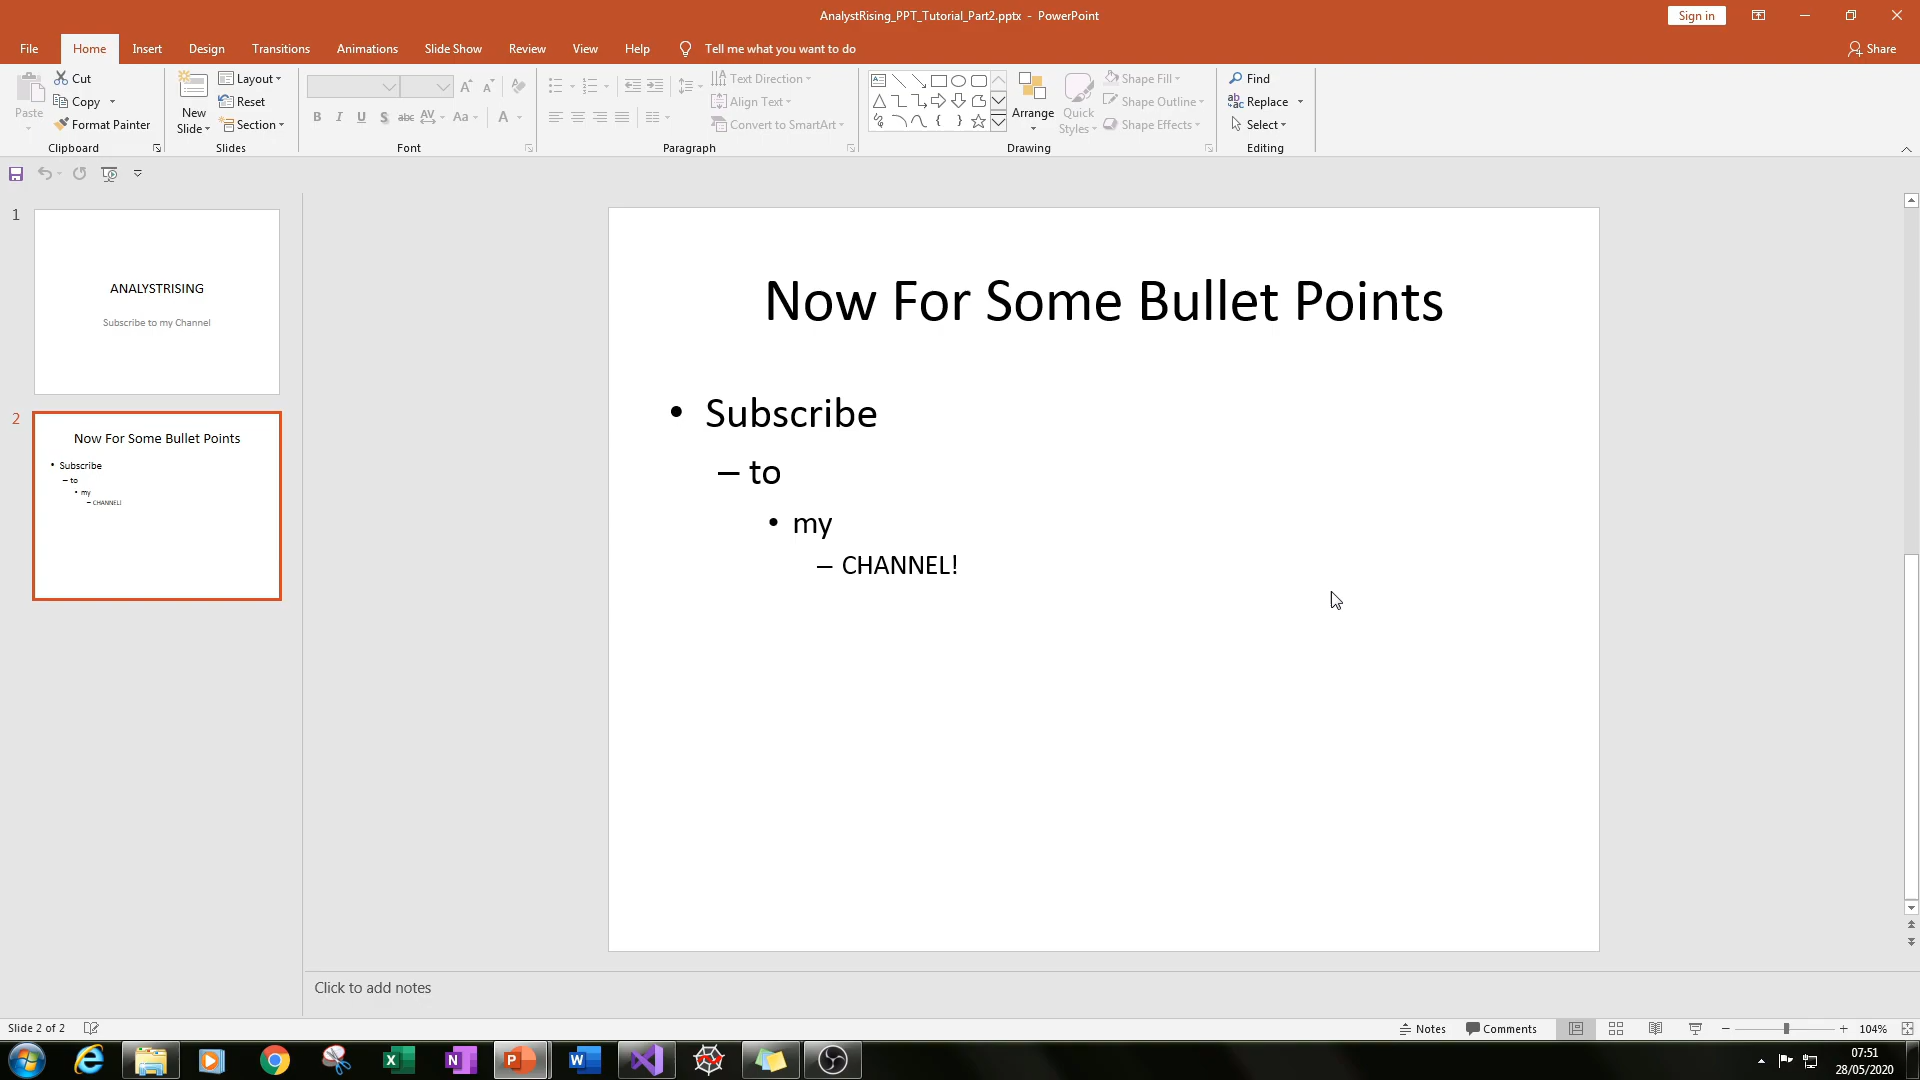 AnalystRising_PPT_Tutorial_Part2.pptx - PowerPoint
Sign in
File Home Insert Design Transitions Animations Slide Show Review View Help Tell me what you want to do
Share
Paste
Cut
Copy
Format Painter
Clipboard
New Slide
Layout
Reset
Section
Slides
B I U S abc AV Aa A
Font
Text Direction
Align Text
Convert to SmartArt
Paragraph
Arrange
Quick Styles
Shape Fill
Shape Outline
Shape Effects
Drawing
Find
Replace
Select
Editing
1
ANALYSTRISING
Subscribe to my Channel
2
Now For Some Bullet Points
• Subscribe
– to
• my
– CHANNEL!
Now For Some Bullet Points
• Subscribe
– to
• my
– CHANNEL!
Click to add notes
Slide 2 of 2
Notes
Comments
104%
07:51
28/05/2020